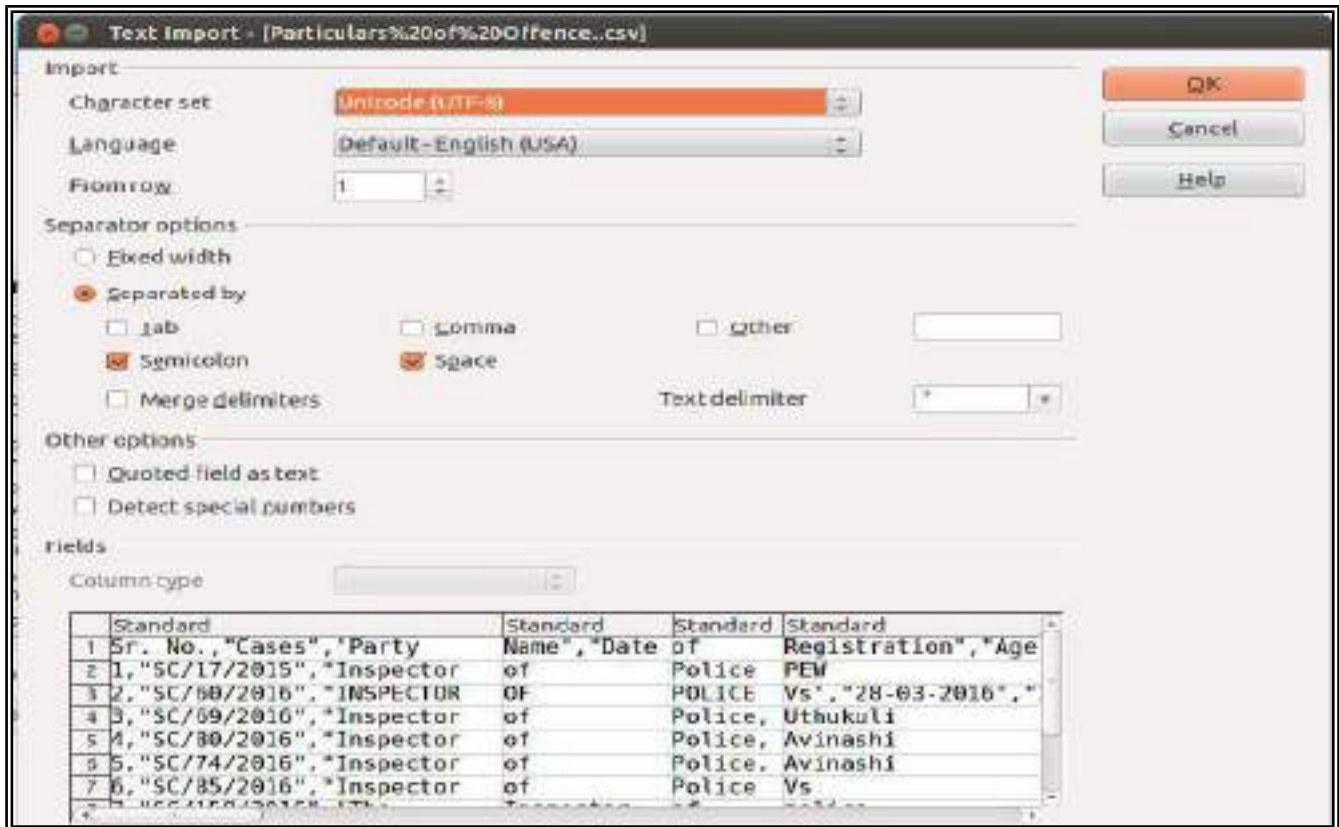 Text Import - [Particulars%20of%20Offence..csv]
Import
OK
Character set Unicode (UTF-8)
Cancel
Language Default - English (USA)
Help
From row 1
Separator options
Fixed width
Separated by
Tab Comma Other
Semicolon Space
Merge delimiters Text delimiter "
Other options
Quoted field as text
Detect special numbers
Fields
Column type
Standard Standard Standard Standard
1 Sr. No.,"Cases","Party Name","Date of Registration","Age
2 1,"SC/17/2015","Inspector of Police PEW
3 2,"SC/60/2016","INSPECTOR OF POLICE Vs","28-03-2016","
4 3,"SC/69/2016","Inspector of Police, Uthukuli
5 4,"SC/80/2016","Inspector of Police, Avinashi
6 5,"SC/74/2016","Inspector of Police, Avinashi
7 6,"SC/85/2016","Inspector of Police Vs